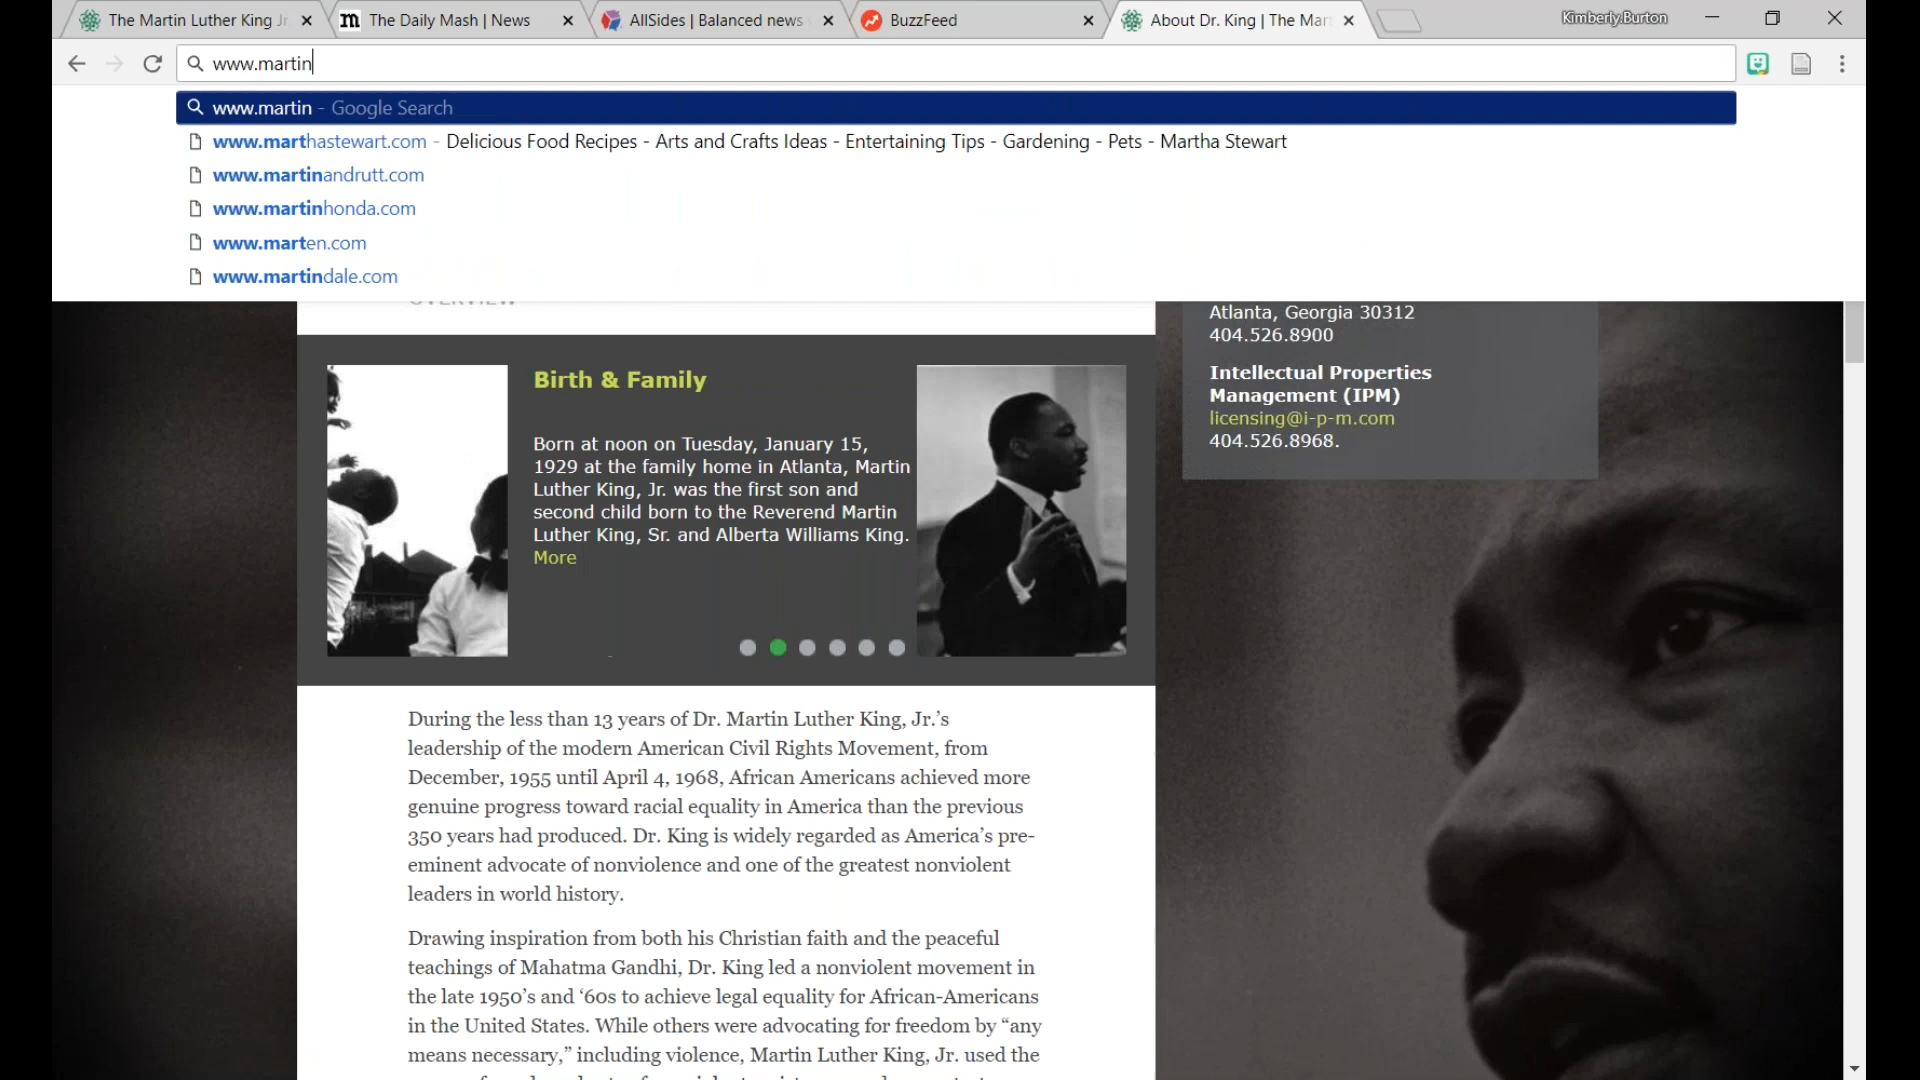 The Martin Luther King Jr
The Daily Mash | News
AllSides | Balanced news
BuzzFeed
About Dr. King | The Mart
Kimberly.Burton
www.martin
www.martin - Google Search
www.marthastewart.com - Delicious Food Recipes - Arts and Crafts Ideas - Entertaining Tips - Gardening - Pets - Martha Stewart
www.martinandrutt.com
www.martinhonda.com
www.marten.com
www.martindale.com
OVERVIEW
Birth & Family
Born at noon on Tuesday, January 15,
1929 at the family home in Atlanta, Martin
Luther King, Jr. was the first son and
second child born to the Reverend Martin
Luther King, Sr. and Alberta Williams King.
More
Atlanta, Georgia 30312
404.526.8900
Intellectual Properties
Management (IPM)
licensing@i-p-m.com
404.526.8968.
During the less than 13 years of Dr. Martin Luther King, Jr.’s
leadership of the modern American Civil Rights Movement, from
December, 1955 until April 4, 1968, African Americans achieved more
genuine progress toward racial equality in America than the previous
350 years had produced. Dr. King is widely regarded as America’s pre-
eminent advocate of nonviolence and one of the greatest nonviolent
leaders in world history.
Drawing inspiration from both his Christian faith and the peaceful
teachings of Mahatma Gandhi, Dr. King led a nonviolent movement in
the late 1950’s and ‘60s to achieve legal equality for African-Americans
in the United States. While others were advocating for freedom by “any
means necessary,” including violence, Martin Luther King, Jr. used the